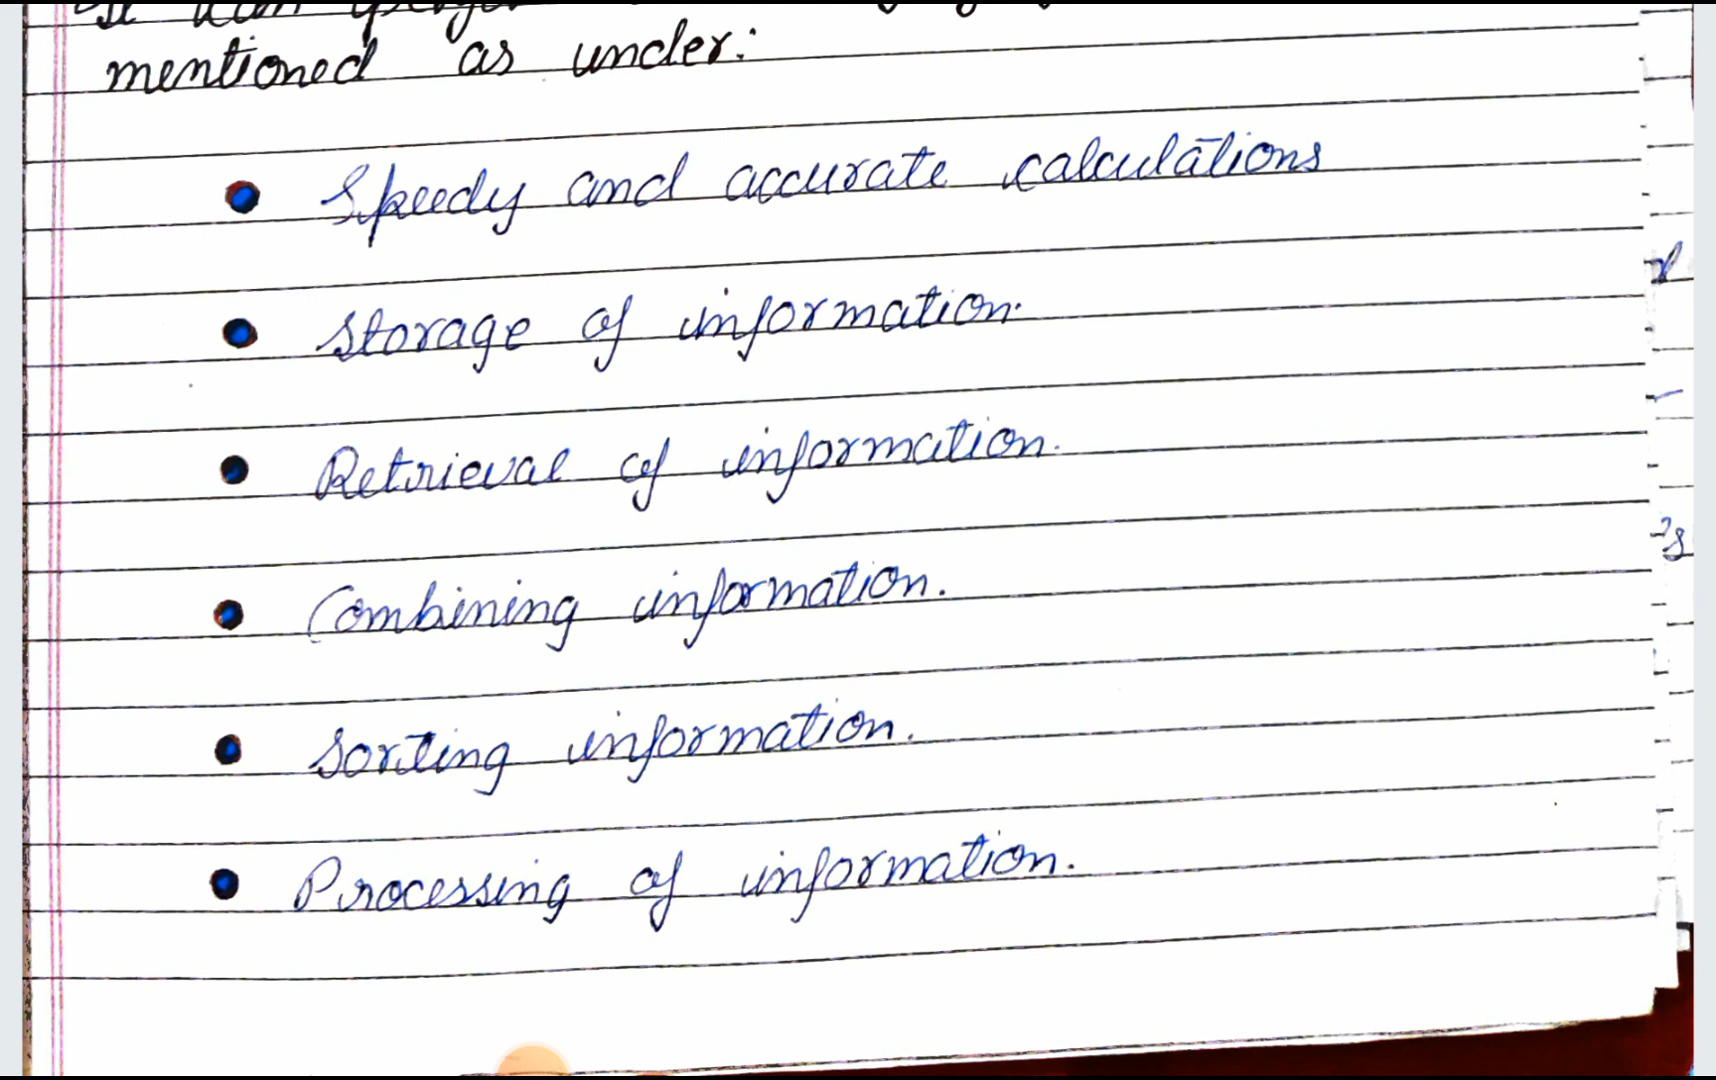 mentioned as under:
• Speedy and accurate calculations
• Storage of information.
• Retrieval of information.
• Combining information.
• Sorting information.
• Processing of information.